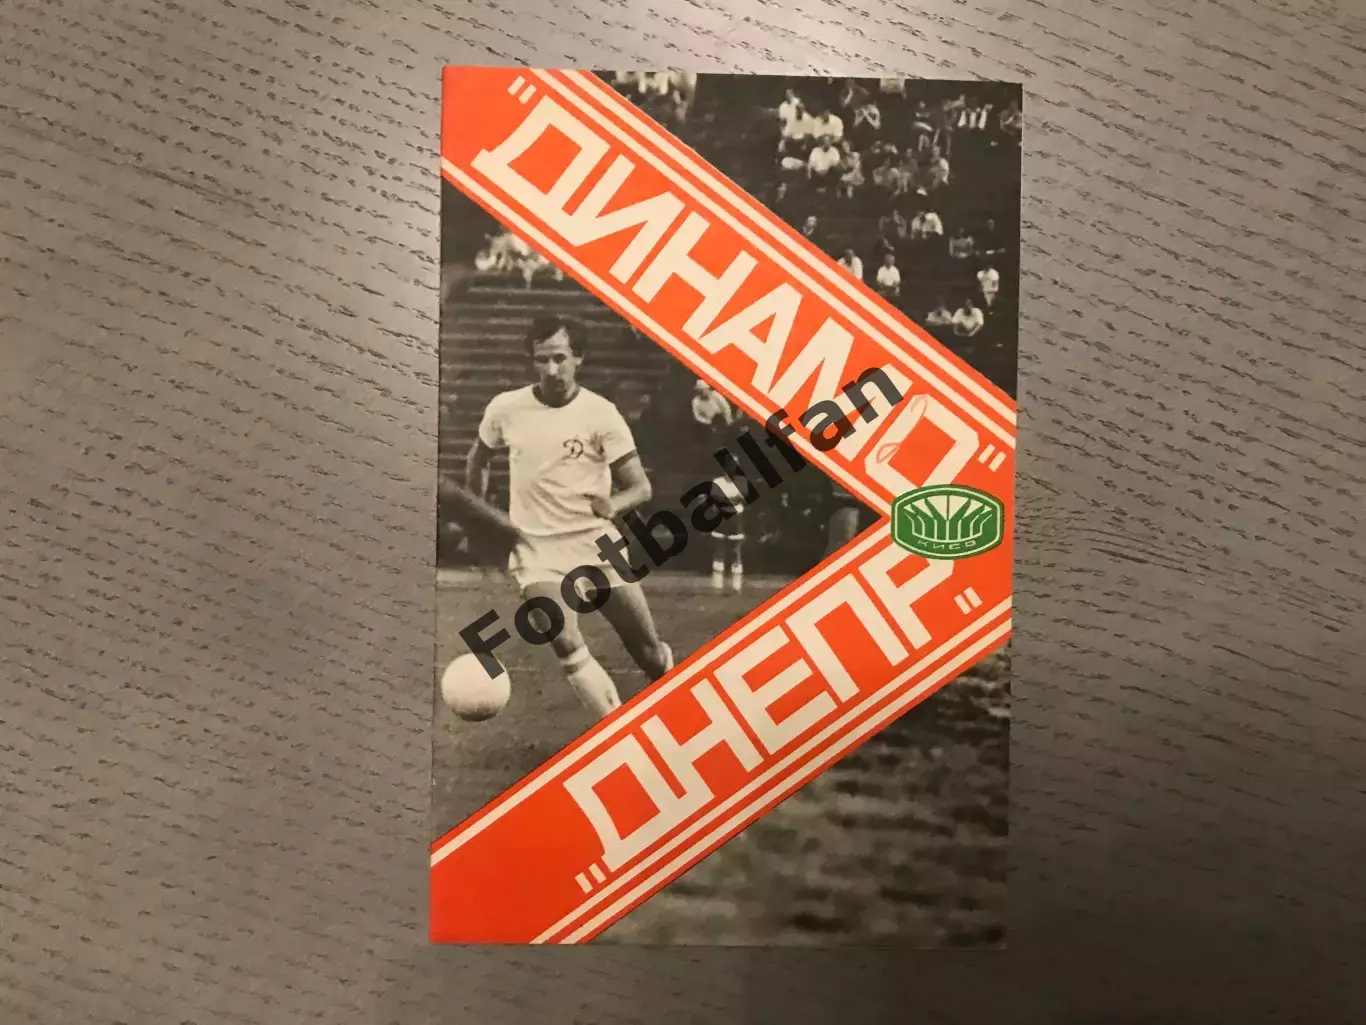 "ДИНАМО"
Д
КИСО
"ДНЕПР"
Footballfan